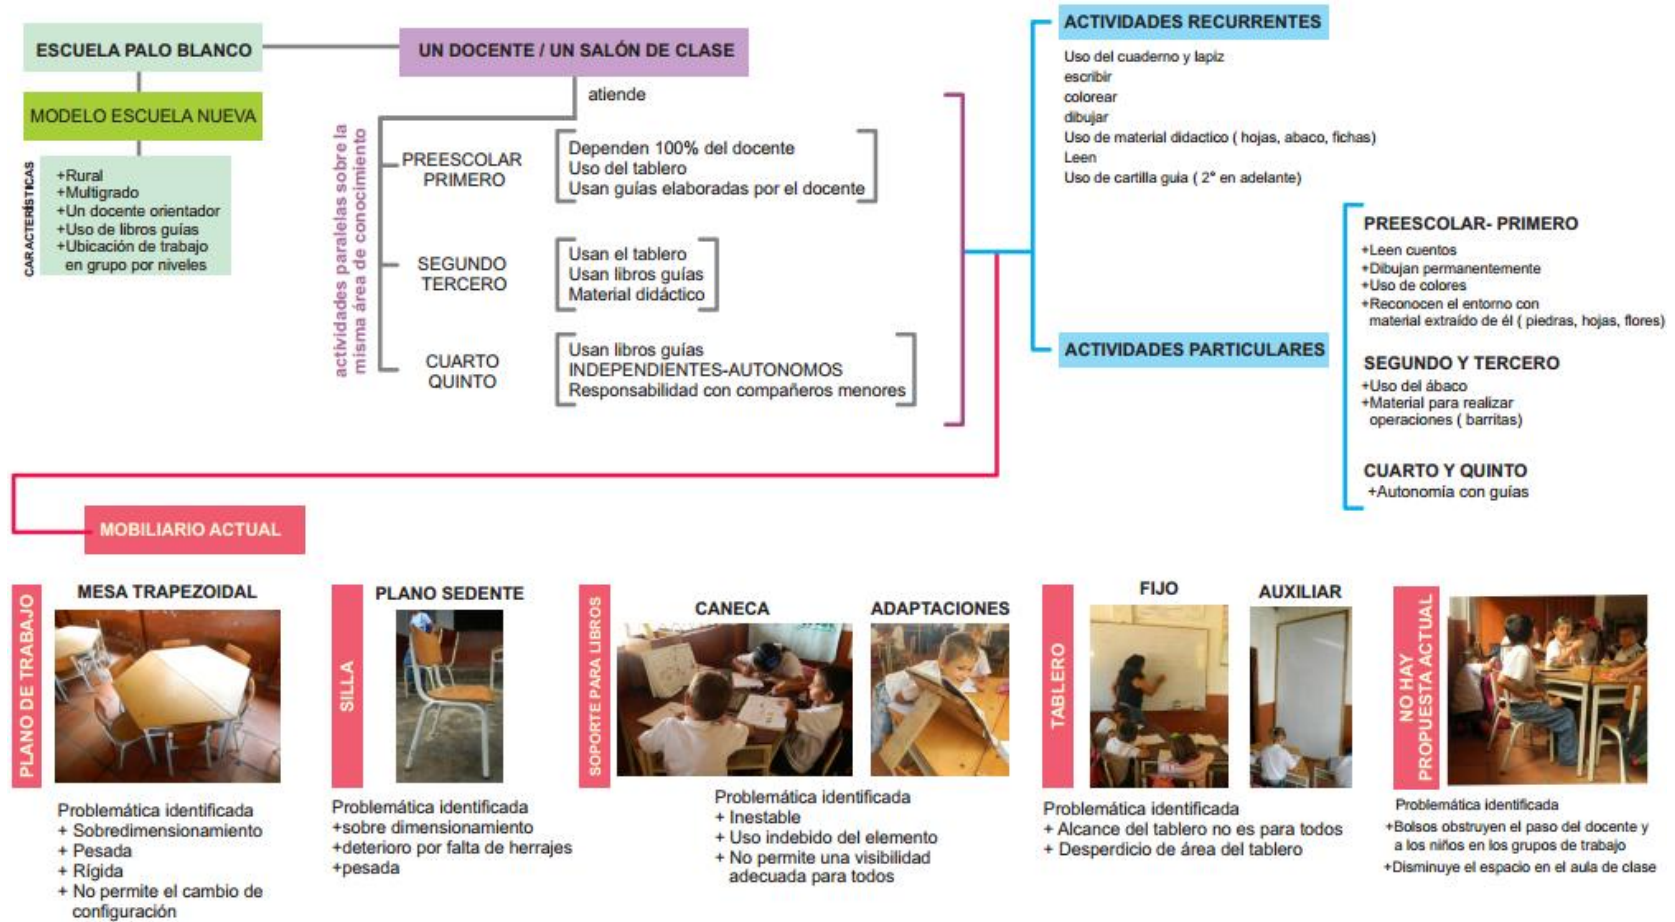 ESCUELA PALO BLANCO
MODELO ESCUELA NUEVA
CARACTERÍSTICAS
+Rural
+Multigrado
+Un docente orientador
+Uso de libros guías
+Ubicación de trabajo
en grupo por niveles
UN DOCENTE / UN SALÓN DE CLASE
atiende
actividades paralelas sobre la
misma área de conocimiento
PREESCOLAR
PRIMERO
Dependen 100% del docente
Uso del tablero
Usan guías elaboradas por el docente
SEGUNDO
TERCERO
Usan el tablero
Usan libros guías
Material didáctico
CUARTO
QUINTO
Usan libros guías
INDEPENDIENTES-AUTONOMOS
Responsabilidad con compañeros menores
ACTIVIDADES RECURRENTES
Uso del cuaderno y lapiz
escribir
colorear
dibujar
Uso de material didactico ( hojas, abaco, fichas)
Leen
Uso de cartilla guia ( 2° en adelante)
ACTIVIDADES PARTICULARES
PREESCOLAR- PRIMERO
+Leen cuentos
+Dibujan permanentemente
+Uso de colores
+Reconocen el entorno con
material extraído de él ( piedras, hojas, flores)
SEGUNDO Y TERCERO
+Uso del ábaco
+Material para realizar
operaciones ( barritas)
CUARTO Y QUINTO
+Autonomía con guías
MOBILIARIO ACTUAL
PLANO DE TRABAJO
MESA TRAPEZOIDAL
Problemática identificada
+ Sobredimensionamiento
+ Pesada
+ Rígida
+ No permite el cambio de
configuración
SILLA
PLANO SEDENTE
Problemática identificada
+sobre dimensionamiento
+deterioro por falta de herrajes
+pesada
SOPORTE PARA LIBROS
CANECA
ADAPTACIONES
Problemática identificada
+ Inestable
+ Uso indebido del elemento
+ No permite una visibilidad
adecuada para todos
TABLERO
FIJO
AUXILIAR
Problemática identificada
+ Alcance del tablero no es para todos
+ Desperdicio de área del tablero
NO HAY
PROPUESTA ACTUAL
Problemática identificada
+Bolsos obstruyen el paso del docente y
a los niños en los grupos de trabajo
+Disminuye el espacio en el aula de clase